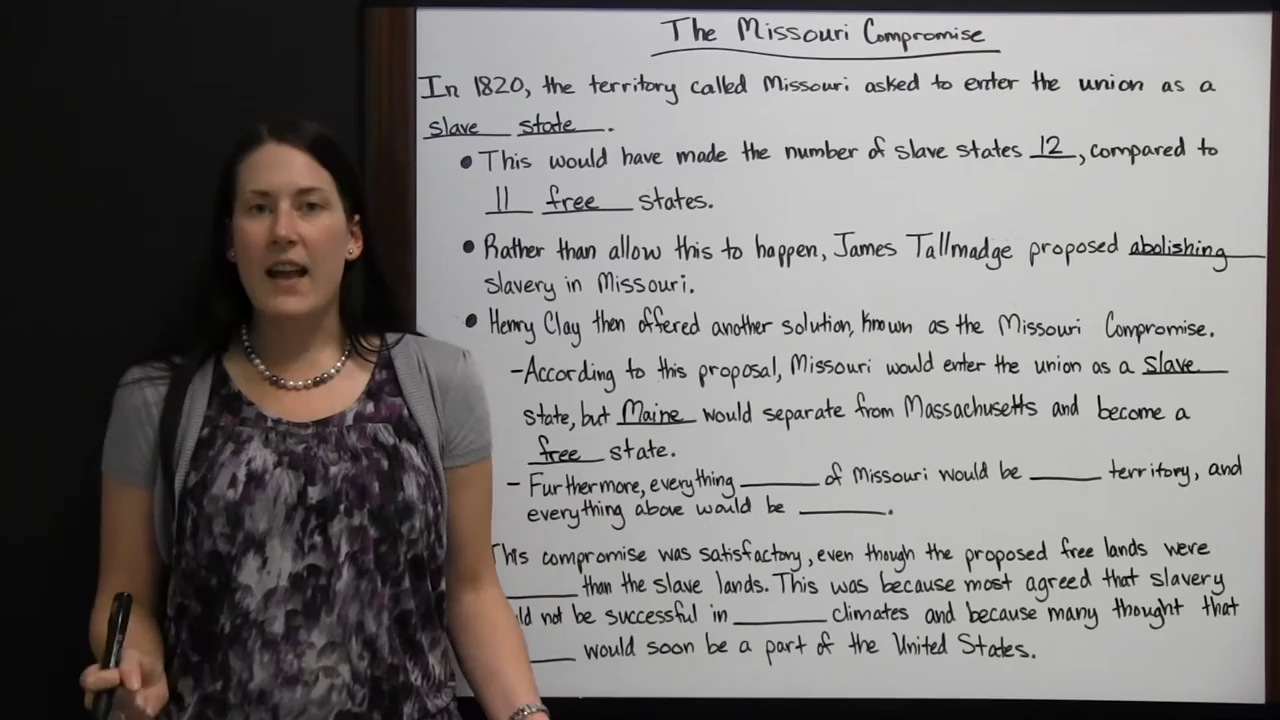 The Missouri Compromise
In 1820, the territory called Missouri asked to enter the union as a
slave state.
• This would have made the number of slave states 12, compared to
11 free states.
• Rather than allow this to happen, James Tallmadge proposed abolishing
slavery in Missouri.
• Henry Clay then offered another solution, known as the Missouri Compromise.
- According to this proposal, Missouri would enter the union as a slave
state, but Maine would separate from Massachusetts and become a
free state.
- Furthermore, everything ______ of Missouri would be ______ territory, and
everything above would be ______.
This compromise was satisfactory, even though the proposed free lands were
______ than the slave lands. This was because most agreed that slavery
not be successful in ______ climates and because many thought that
______ would soon be a part of the United States.